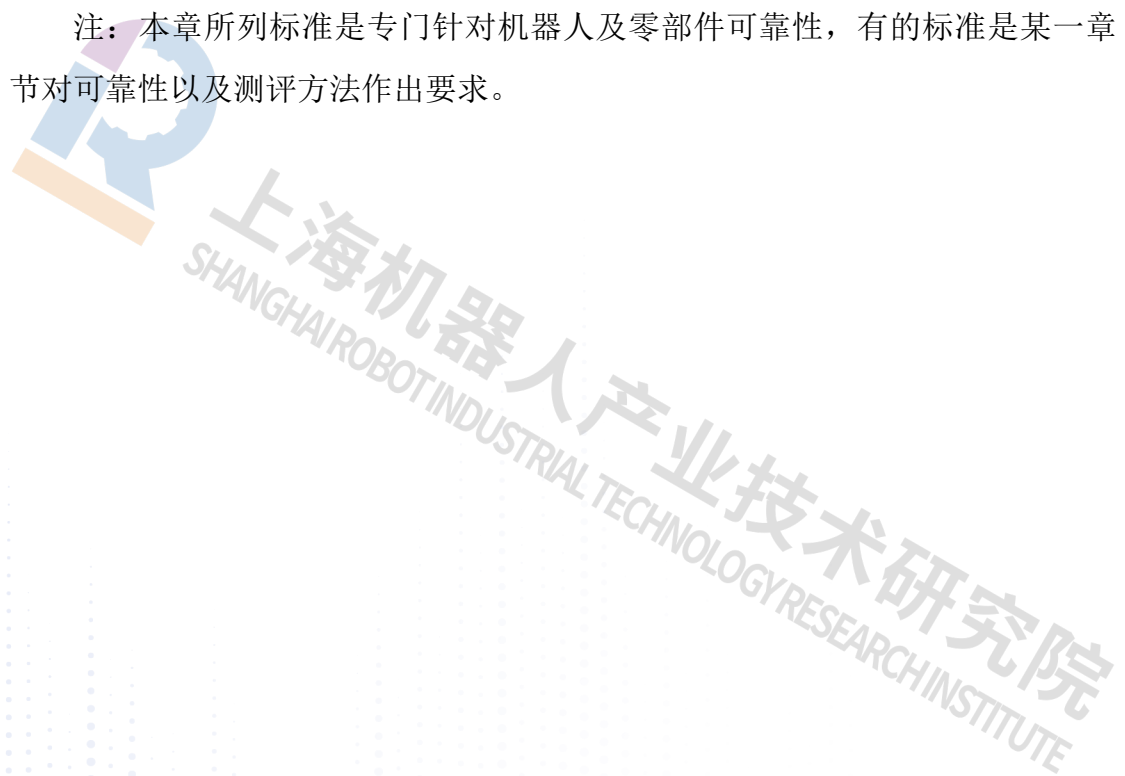 注：本章所列标准是专门针对机器人及零部件可靠性，有的标准是某一章
节对可靠性以及测评方法作出要求。
上海机器人产业技术研究院
SHANGHAI ROBOT INDUSTRIAL TECHNOLOGY RESEARCH INSTITUTE